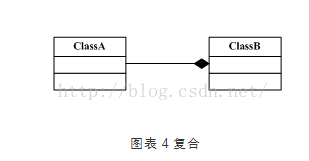 ClassA
ClassB
http://blog.csdn.net/
图表 4 复合